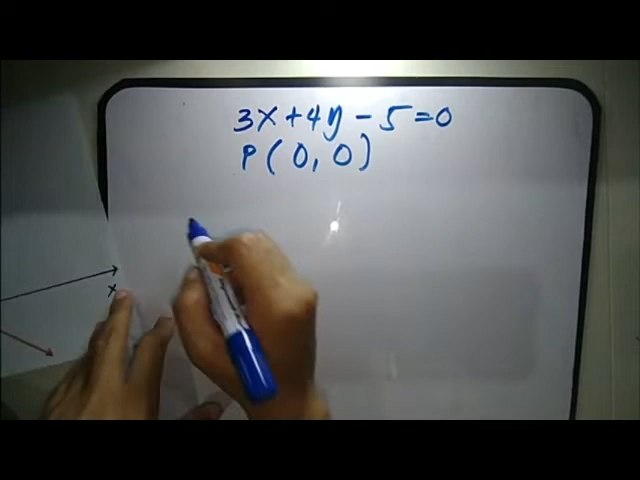 3x + 4y - 5 = 0
P(0, 0)
x